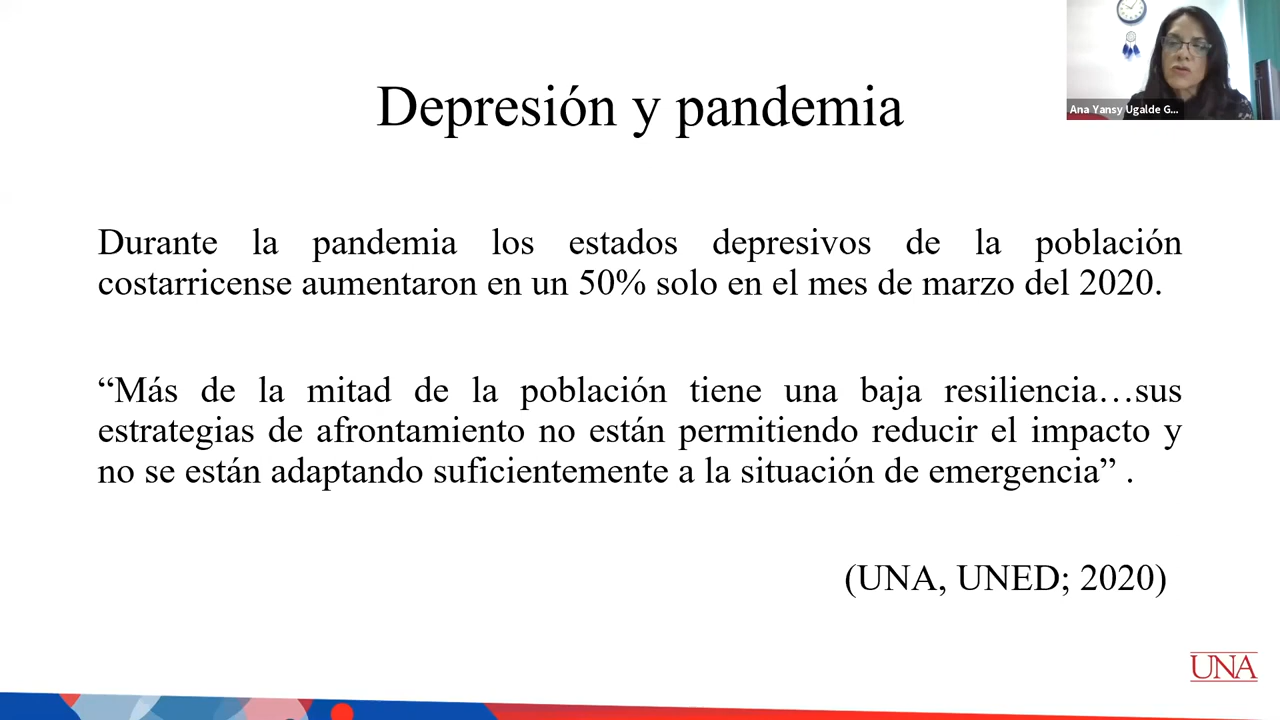 Depresión y pandemia
Ana Yansy Ugalde G...
Durante la pandemia los estados depresivos de la población
costarricense aumentaron en un 50% solo en el mes de marzo del 2020.
“Más de la mitad de la población tiene una baja resiliencia…sus
estrategias de afrontamiento no están permitiendo reducir el impacto y
no se están adaptando suficientemente a la situación de emergencia” .
(UNA, UNED; 2020)
UNA